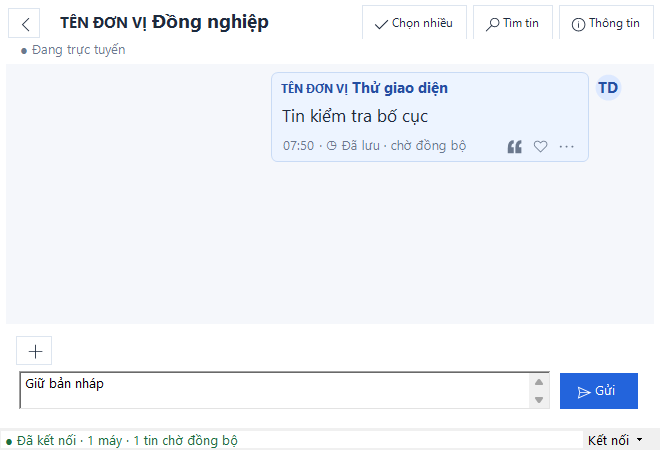 TÊN ĐƠN VỊ Đồng nghiệp
Chọn nhiều
Tìm tin
Thông tin
Đang trực tuyến
TÊN ĐƠN VỊ Thử giao diện
TD
Tin kiểm tra bố cục
07:50 · Đã lưu · chờ đồng bộ
Giữ bản nháp
Gửi
Đã kết nối · 1 máy · 1 tin chờ đồng bộ
Kết nối